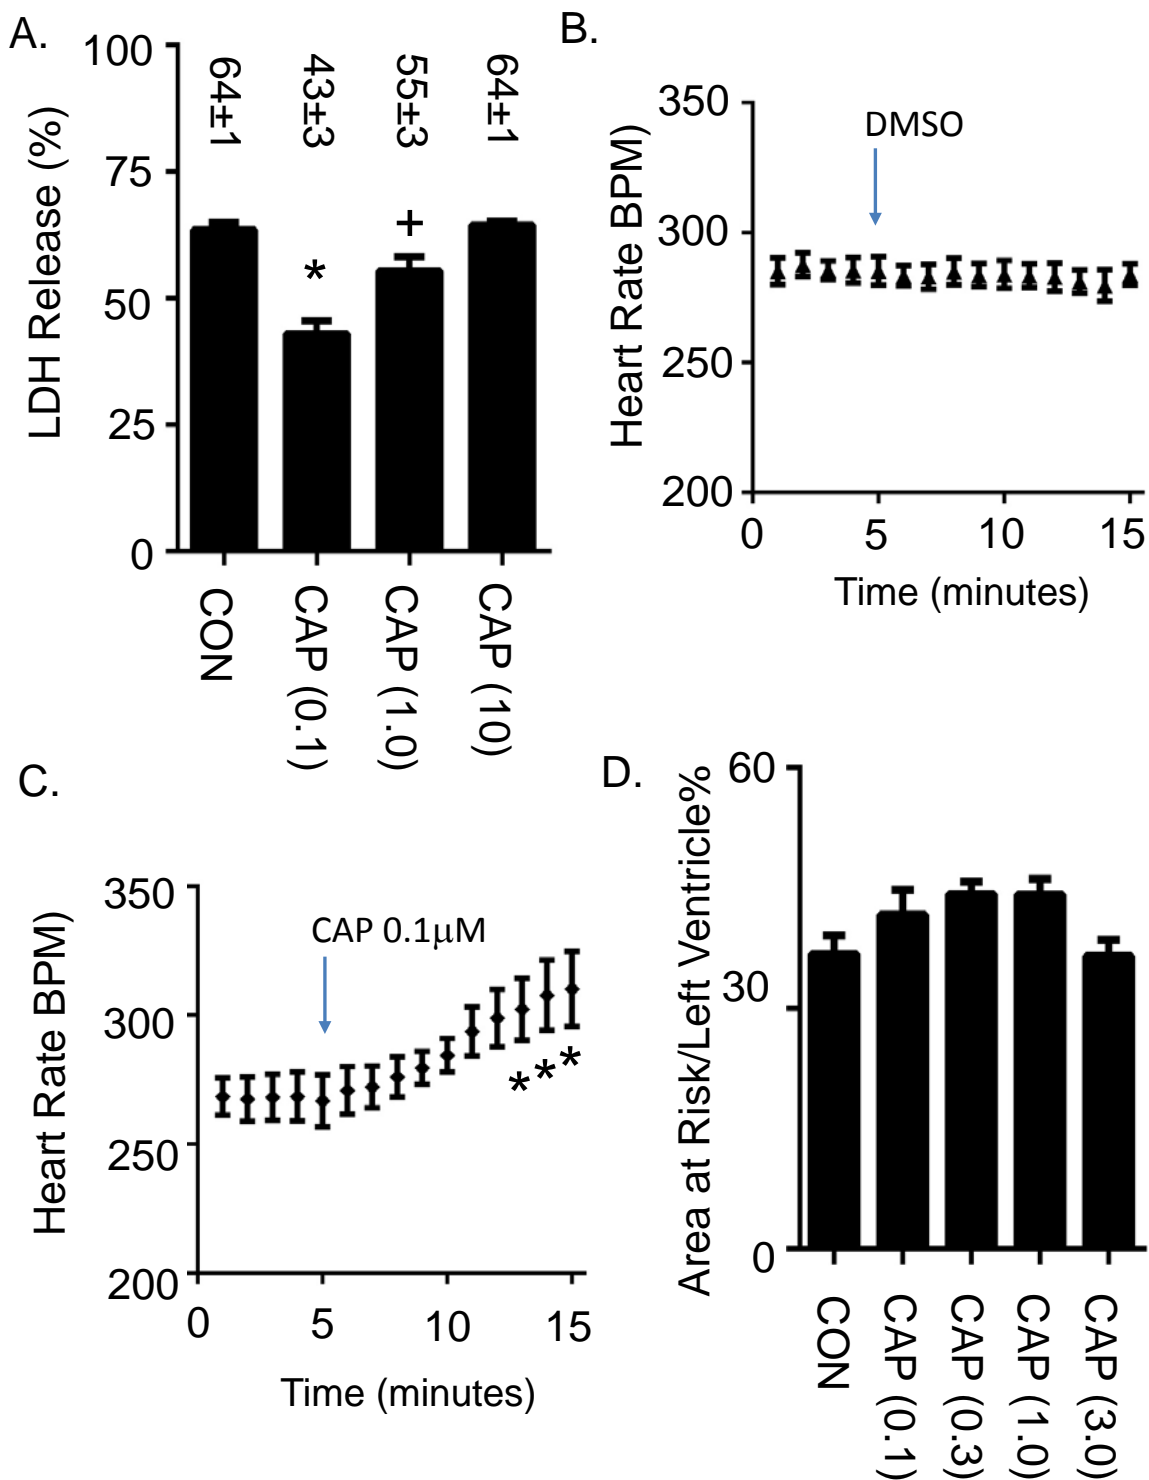 A.
LDH Release (%)
100
75
50
25
0
64±1
43±3
55±3
64±1
*
+
CON
CAP (0.1)
CAP (1.0)
CAP (10)
B.
Heart Rate BPM)
350
300
250
200
DMSO
0 5 10 15
Time (minutes)
C.
Heart Rate BPM)
350
300
250
200
CAP 0.1μM
* * *
0 5 10 15
Time (minutes)
D.
Area at Risk/Left Ventricle%
60
30
0
CON
CAP (0.1)
CAP (0.3)
CAP (1.0)
CAP (3.0)